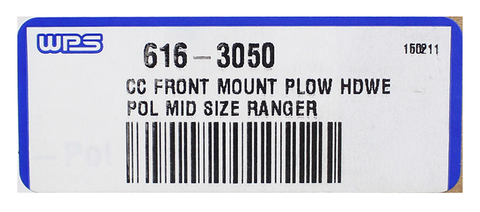 WPS
616-3050
150211
CC FRONT MOUNT PLOW HDWE
POL MID SIZE RANGER